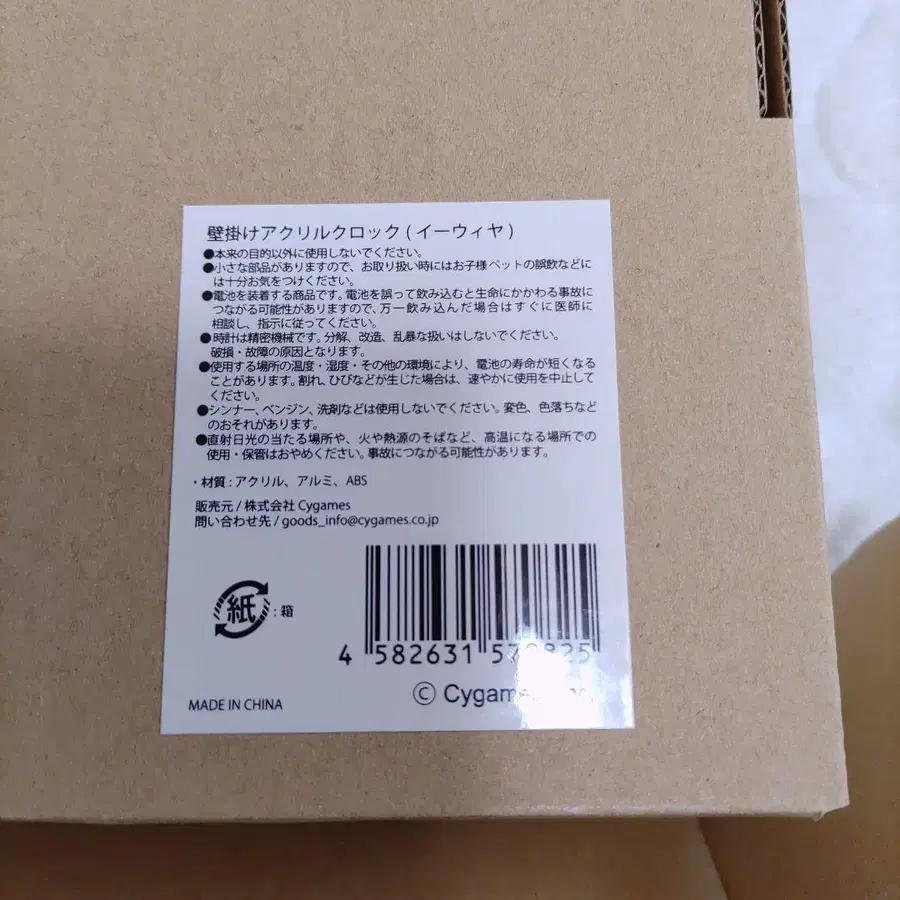 壁掛けアクリルクロック(イーウィヤ)
●本来の目的以外に使用しないでください。
●小さな部品がありますので、お取り扱い時にはお子様ペットの誤飲などに
は十分お気をつけください。
●電池を装着する商品です。電池を誤って飲み込むと生命にかかわる事故に
つながる可能性がありますので、万一飲み込んだ場合はすぐに医師に
相談し、指示に従ってください。
●時計は精密機械です。分解、改造、乱暴な扱いはしないでください。
破損・故障の原因となります。
●使用する場所の温度・湿度・その他の環境により、電池の寿命が短くなる
ことがあります。割れ、ひびなどが生じた場合は、速やかに使用を中止して
ください。
●シンナー、ベンジン、洗剤などは使用しないでください。変色、色落ちなど
のおそれがあります。
●直射日光の当たる場所や、火や熱源のそばなど、高温になる場所での
使用・保管はおやめください。事故につながる可能性があります。
・材質:アクリル、アルミ、ABS
販売元/株式会社 Cygames
問い合わせ先/goods_info@cygames.co.jp
紙:箱
4 582631
MADE IN CHINA
©